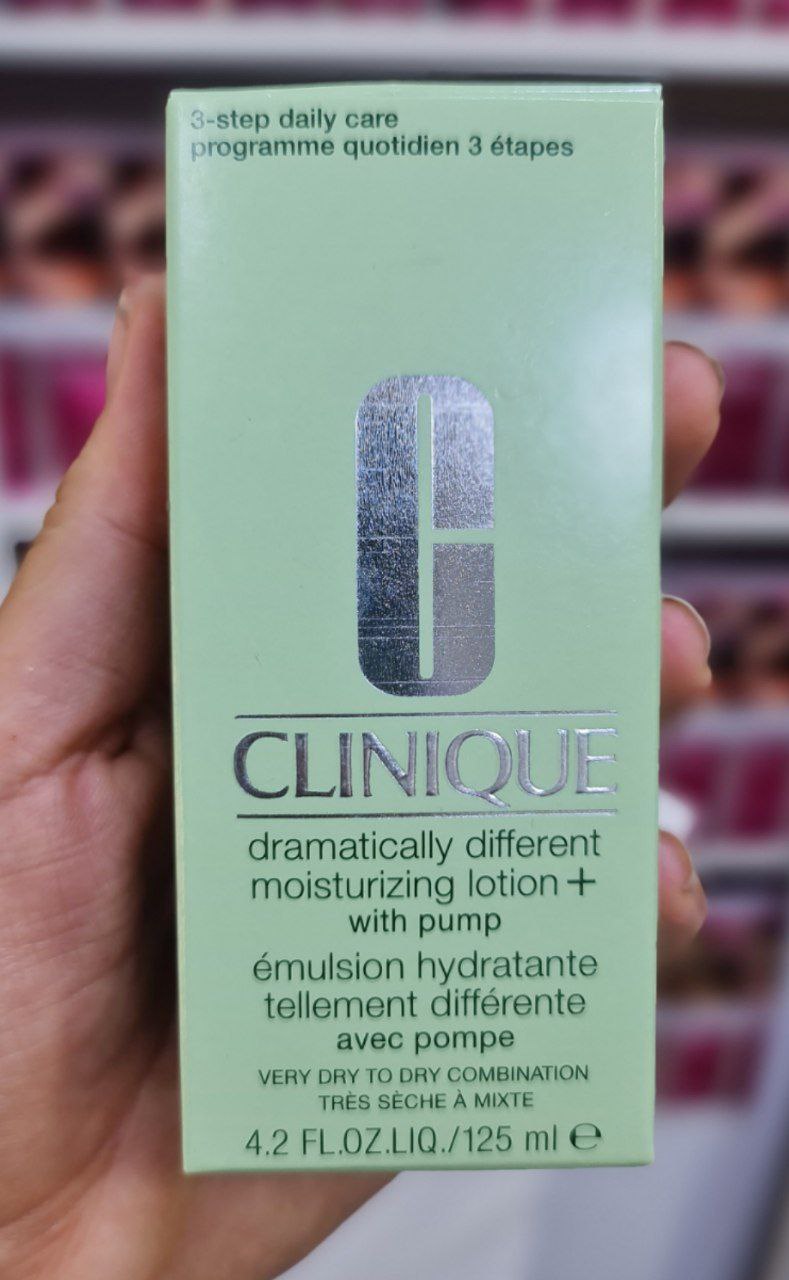 3-step daily care
programme quotidien 3 étapes
C
CLINIQUE
dramatically different
moisturizing lotion+
with pump
émulsion hydratante
tellement différente
avec pompe
VERY DRY TO DRY COMBINATION
TRÈS SÈCHE À MIXTE
4.2 FL.OZ.LIQ./125 ml ℮